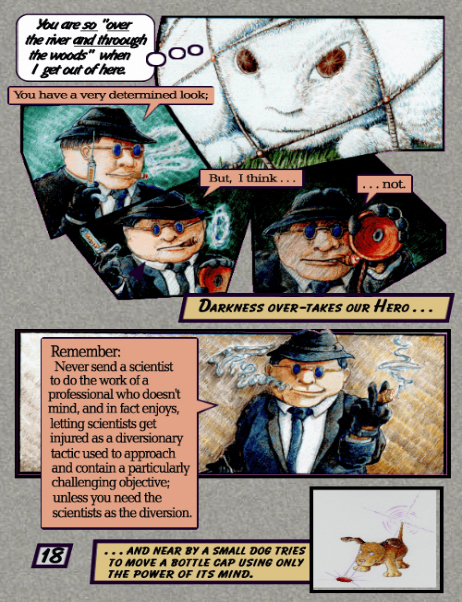 You are so "over
the river and throough
the woods" when
I get out of here.
You have a very determined look;
But, I think . . .
. . . not.
DARKNESS OVER-TAKES OUR HERO . . .
Remember:
Never send a scientist
to do the work of a
professional who doesn't
mind, and in fact enjoys,
letting scientists get
injured as a diversionary
tactic used to approach
and contain a particularly
challenging objective;
unless you need the
scientists as the diversion.
18
. . . AND NEAR BY A SMALL DOG TRIES
TO MOVE A BOTTLE CAP USING ONLY
THE POWER OF ITS MIND.